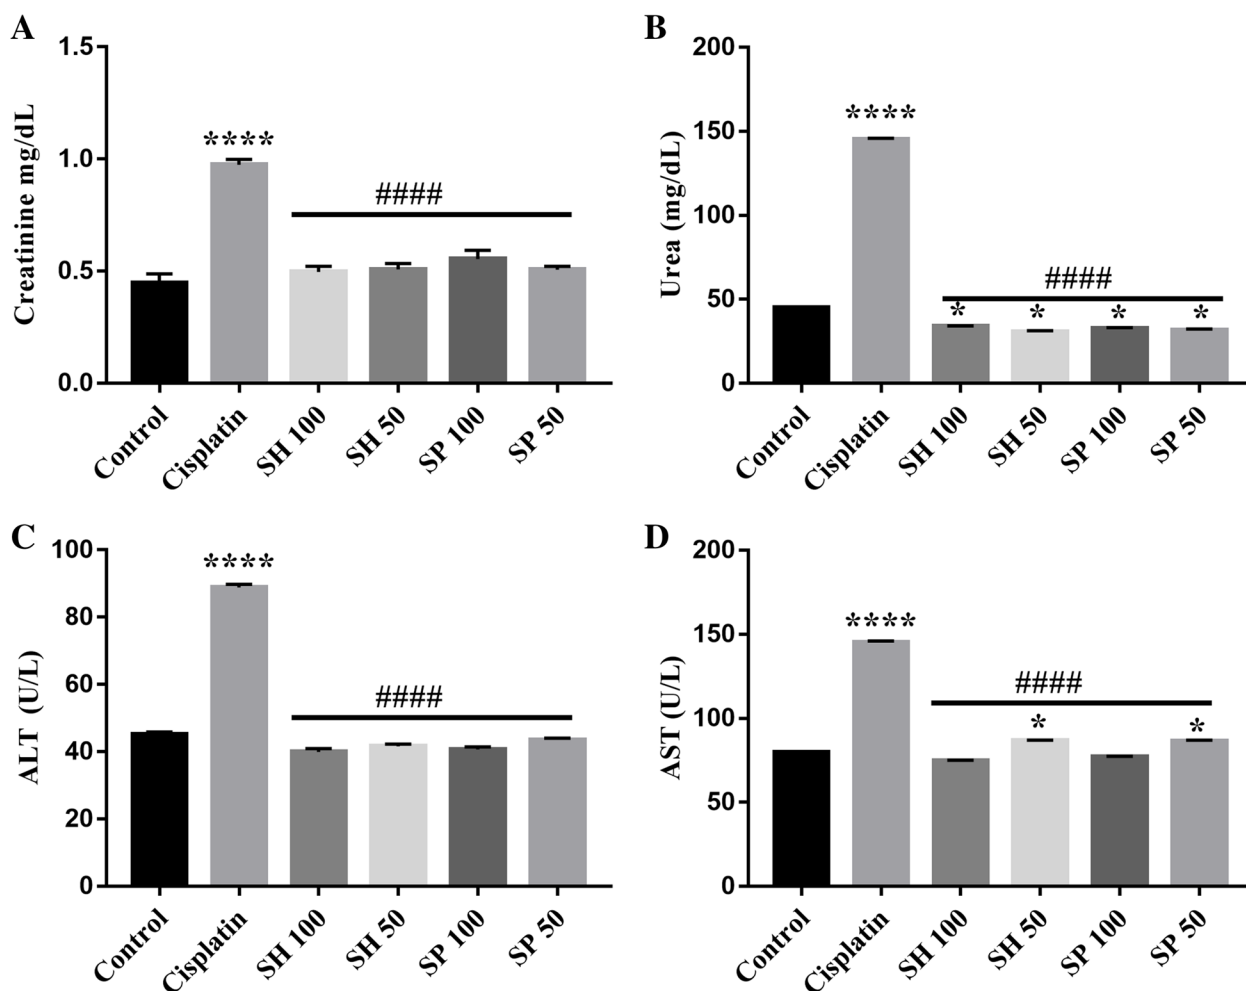 A
Creatinine mg/dL
1.5
1.0
0.5
0.0
****
####
Control
Cisplatin
SH 100
SH 50
SP 100
SP 50
B
Urea (mg/dL)
200
150
100
50
0
****
####
* * * *
Control
Cisplatin
SH 100
SH 50
SP 100
SP 50
C
ALT (U/L)
100
80
60
40
20
0
****
####
Control
Cisplatin
SH 100
SH 50
SP 100
SP 50
D
AST (U/L)
200
150
100
50
0
****
####
* *
Control
Cisplatin
SH 100
SH 50
SP 100
SP 50